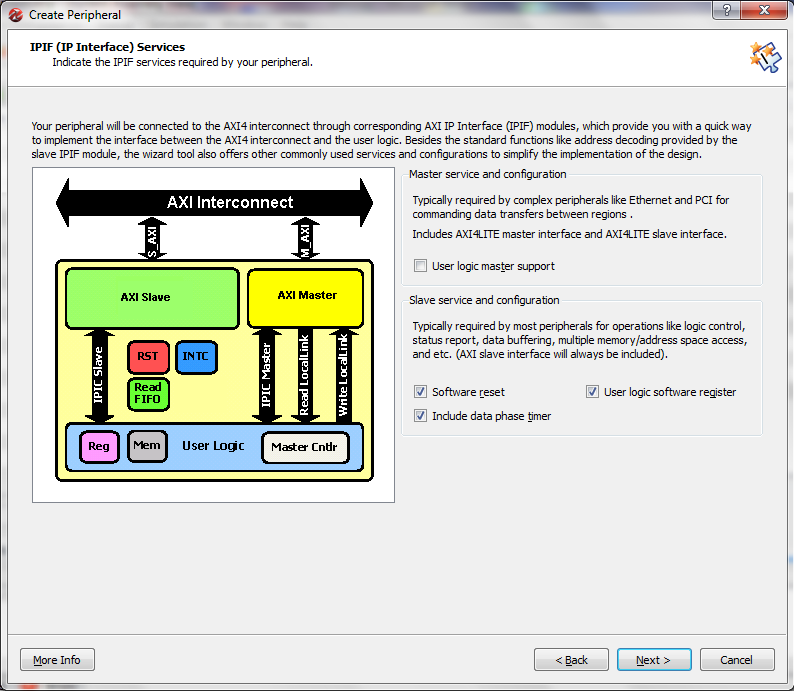 Create Peripheral
IPIF (IP Interface) Services
Indicate the IPIF services required by your peripheral.
Your peripheral will be connected to the AXI4 interconnect through corresponding AXI IP Interface (IPIF) modules, which provide you with a quick way
to implement the interface between the AXI4 interconnect and the user logic. Besides the standard functions like address decoding provided by the
slave IPIF module, the wizard tool also offers other commonly used services and configurations to simplify the implementation of the design.
AXI Interconnect
S_AXI
M_AXI
AXI Slave
AXI Master
IPIC Slave
RST
INTC
Read
FIFO
IPIC Master
Read LocalLink
Write LocalLink
Reg
Mem
User Logic
Master Cntlr
Master service and configuration
Typically required by complex peripherals like Ethernet and PCI for
commanding data transfers between regions .
Includes AXI4LITE master interface and AXI4LITE slave interface.
User logic master support
Slave service and configuration
Typically required by most peripherals for operations like logic control,
status report, data buffering, multiple memory/address space access,
and etc. (AXI slave interface will always be included).
Software reset
User logic software register
Include data phase timer
More Info
< Back
Next >
Cancel